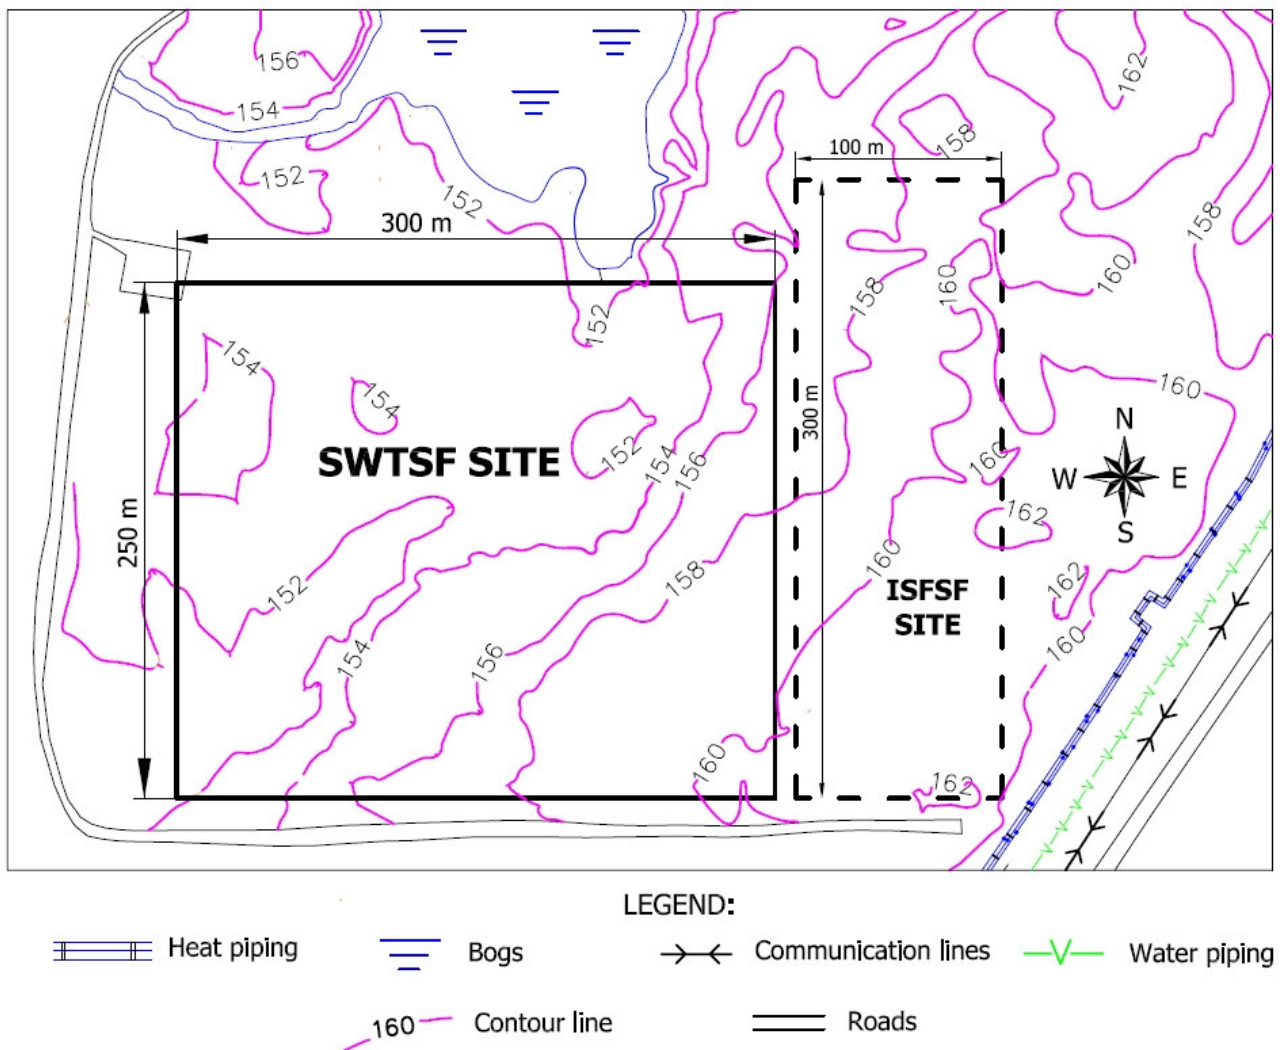 156
162
154
158
100 m
152
152
158
300 m
160
160
158
152
154
160
154
300 m
N
SWTSF SITE
152
154
156
160
W
E
162
S
250 m
160
158
162
152
ISFSF
SITE
154
156
160
160
162
LEGEND:
Heat piping
Bogs
Communication lines
Water piping
160
Contour line
Roads